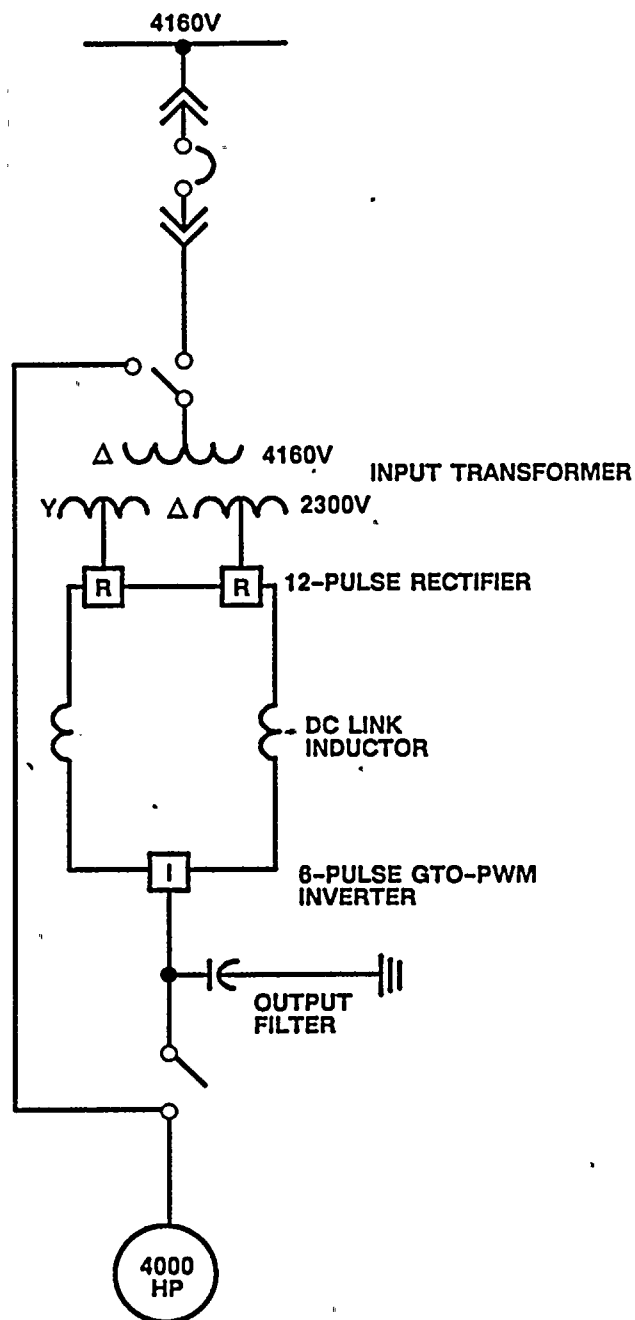 4160V
Δ 4160V
INPUT TRANSFORMER
Y Δ 2300V
R R 12-PULSE RECTIFIER
DC LINK
INDUCTOR
I 6-PULSE GTO-PWM
INVERTER
OUTPUT
FILTER
4000
HP